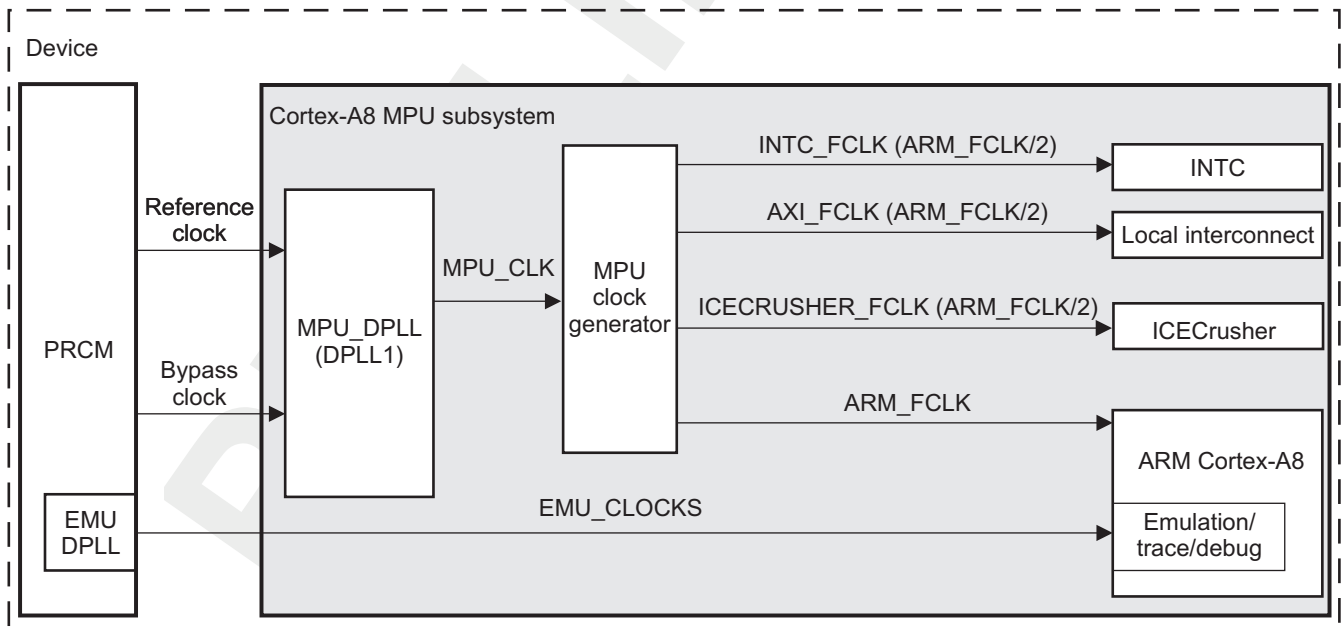 Device
Cortex-A8 MPU subsystem
INTC_FCLK (ARM_FCLK/2)
INTC
Reference
clock
AXI_FCLK (ARM_FCLK/2)
Local interconnect
MPU_CLK
MPU
clock
generator
ICECRUSHER_FCLK (ARM_FCLK/2)
ICECrusher
MPU_DPLL
(DPLL1)
PRCM
Bypass
clock
ARM_FCLK
ARM Cortex-A8
EMU
DPLL
EMU_CLOCKS
Emulation/
trace/debug